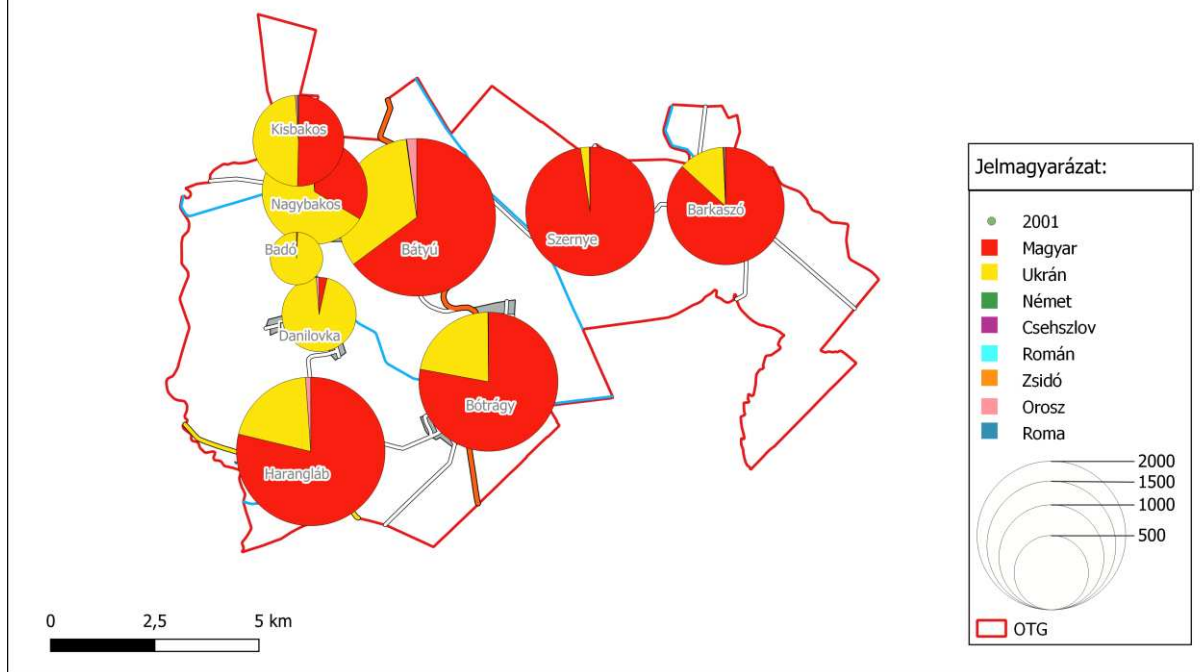 Kisbakos
Nagybakos
Badó
Danilovka
Bátyú
Szernye
Barkaszó
Bótrágy
Harangláb
0 2,5 5 km
Jelmagyarázat:
2001
Magyar
Ukrán
Német
Csehszlov
Román
Zsidó
Orosz
Roma
2000
1500
1000
500
OTG